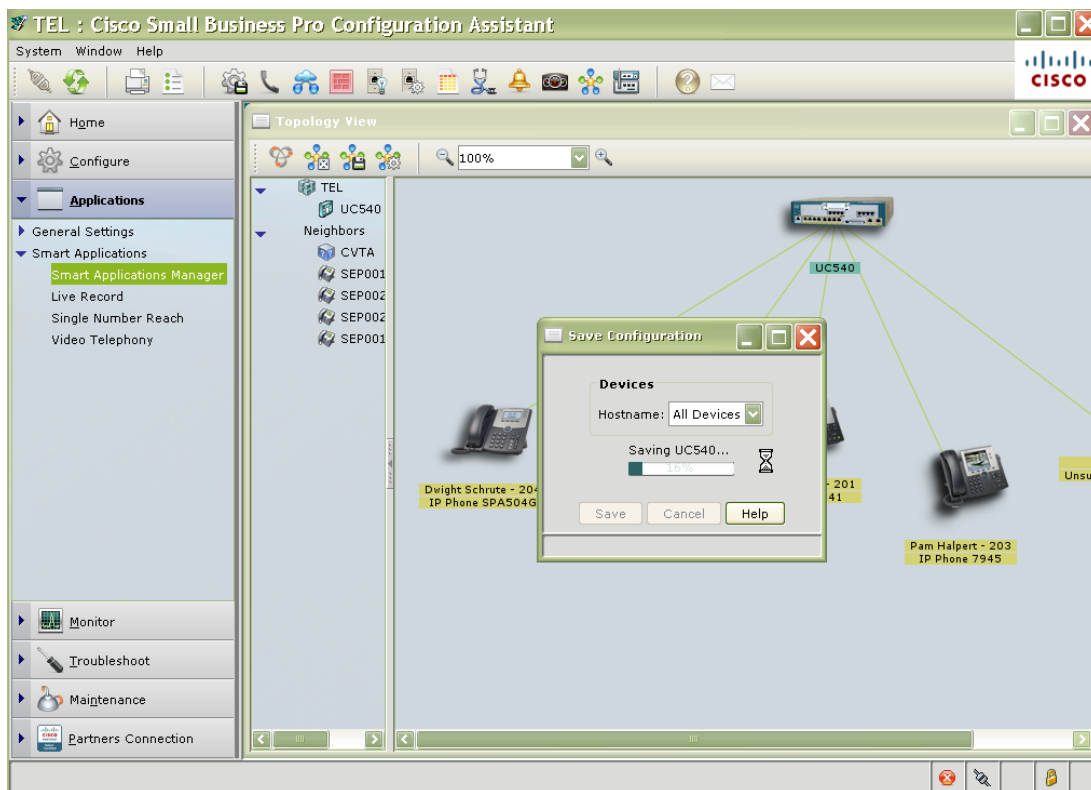 TEL : Cisco Small Business Pro Configuration Assistant
System Window Help
CISCO
Home
Configure
Applications
General Settings
Smart Applications
Smart Applications Manager
Live Record
Single Number Reach
Video Telephony
Monitor
Troubleshoot
Maintenance
Partners Connection
Topology View
100%
TEL
UC540
Neighbors
CVTA
SEP001
SEP002
SEP002
SEP001
UC540
Save Configuration
Devices
Hostname: All Devices
Saving UC540...
16%
Save Cancel Help
Dwight Schrute - 204
IP Phone SPA504G
- 201
41
Pam Halpert - 203
IP Phone 7945
Unsu